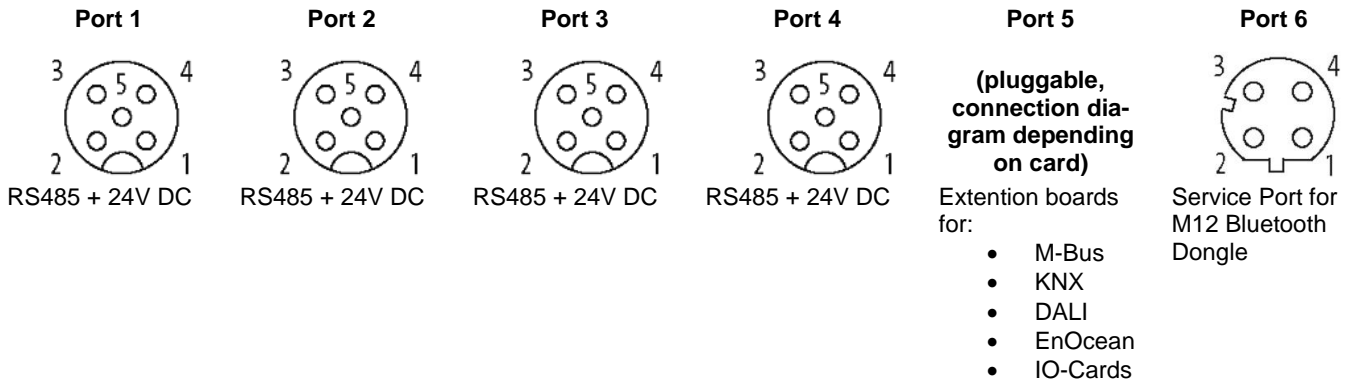 Port 1
3 5 4
2 1
RS485 + 24V DC
Port 2
3 5 4
2 1
RS485 + 24V DC
Port 3
3 5 4
2 1
RS485 + 24V DC
Port 4
3 5 4
2 1
RS485 + 24V DC
Port 5
(pluggable,
connection dia-
gram depending
on card)
Extention boards
for:
• M-Bus
• KNX
• DALI
• EnOcean
• IO-Cards
Port 6
3 4
2 1
Service Port for
M12 Bluetooth
Dongle